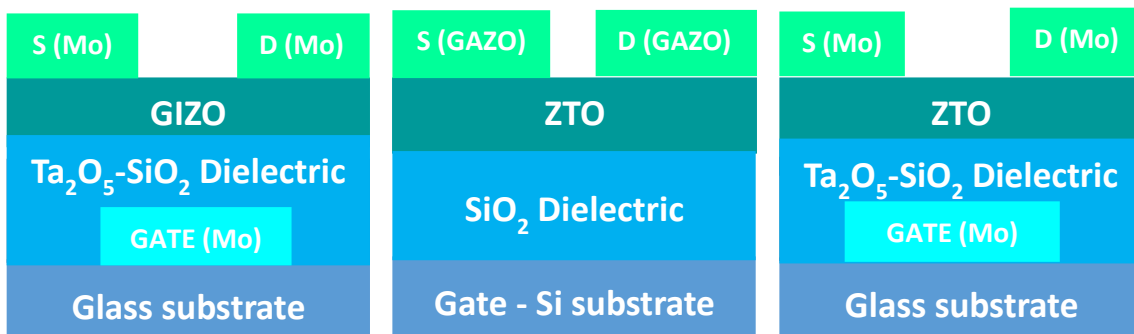 S (Mo)
D (Mo)
GIZO
Ta₂O₅-SiO₂ Dielectric
GATE (Mo)
Glass substrate
S (GAZO)
D (GAZO)
ZTO
SiO₂ Dielectric
Gate - Si substrate
S (Mo)
D (Mo)
ZTO
Ta₂O₅-SiO₂ Dielectric
GATE (Mo)
Glass substrate